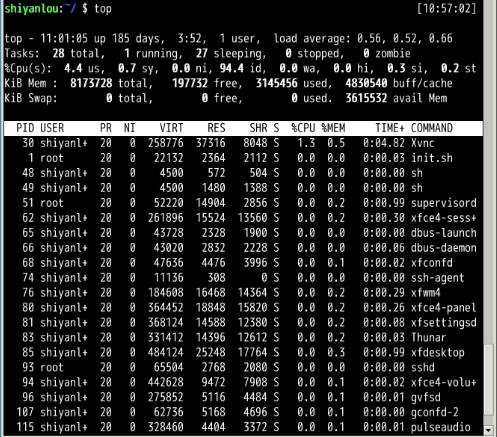 shiyanlou:~/ $ top [10:57:02]
top - 11:01:05 up 185 days, 3:52, 1 user, load average: 0.56, 0.52, 0.66
Tasks: 28 total, 1 running, 27 sleeping, 0 stopped, 0 zombie
%Cpu(s): 4.4 us, 0.7 sy, 0.0 ni, 94.4 id, 0.0 wa, 0.0 hi, 0.3 si, 0.2 st
KiB Mem : 8173728 total, 197732 free, 3145456 used, 4830540 buff/cache
KiB Swap: 0 total, 0 free, 0 used. 3615532 avail Mem
PID USER PR NI VIRT RES SHR S %CPU %MEM TIME+ COMMAND
30 shiyanl+ 20 0 258776 37316 8048 S 1.3 0.5 0:04.82 Xvnc
1 root 20 0 22132 2364 2112 S 0.0 0.0 0:00.03 init.sh
48 shiyanl+ 20 0 4500 572 504 S 0.0 0.0 0:00.00 sh
49 shiyanl+ 20 0 4500 1480 1388 S 0.0 0.0 0:00.00 sh
51 root 20 0 52220 14904 2856 S 0.0 0.2 0:00.99 supervisord
62 shiyanl+ 20 0 261896 15524 13560 S 0.0 0.2 0:00.30 xfce4-sess+
65 shiyanl+ 20 0 43728 2328 1900 S 0.0 0.0 0:00.00 dbus-launch
66 shiyanl+ 20 0 43020 2832 2228 S 0.0 0.0 0:00.06 dbus-daemon
68 shiyanl+ 20 0 47636 4476 3996 S 0.0 0.1 0:00.02 xfconfd
74 shiyanl+ 20 0 11136 308 0 S 0.0 0.0 0:00.00 ssh-agent
76 shiyanl+ 20 0 184608 16468 14364 S 0.0 0.2 0:00.29 xfwm4
80 shiyanl+ 20 0 364452 18848 15820 S 0.0 0.2 0:00.26 xfce4-panel
81 shiyanl+ 20 0 368124 14588 12380 S 0.0 0.2 0:00.08 xfsettingsd
83 shiyanl+ 20 0 331412 14396 12612 S 0.0 0.2 0:00.03 Thunar
85 shiyanl+ 20 0 484124 25248 17764 S 0.0 0.3 0:00.99 xfdesktop
93 root 20 0 65504 2768 2080 S 0.0 0.0 0:00.00 sshd
94 shiyanl+ 20 0 442628 9472 7908 S 0.0 0.1 0:00.02 xfce4-volu+
96 shiyanl+ 20 0 275852 5116 4484 S 0.0 0.1 0:00.01 gvfsd
107 shiyanl+ 20 0 62736 5168 4696 S 0.0 0.1 0:00.00 gconfd-2
115 shiyanl+ 20 0 328460 4404 3372 S 0.0 0.1 0:00.01 pulseaudio